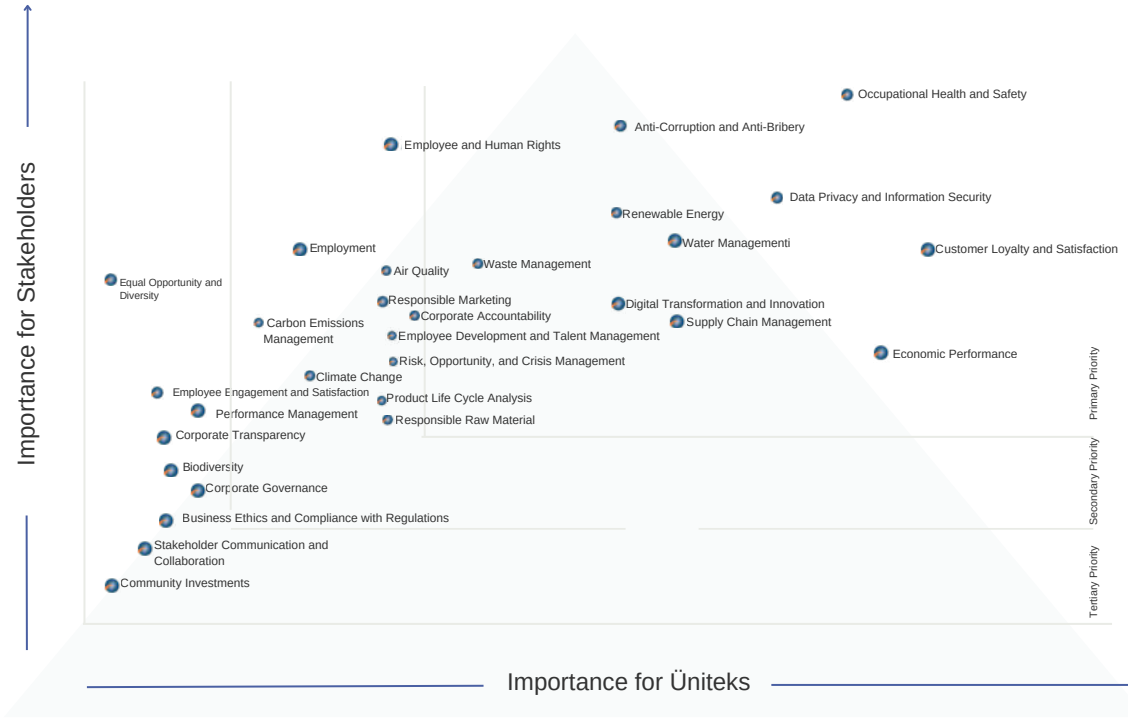 Occupational Health and Safety
Anti-Corruption and Anti-Bribery
Employee and Human Rights
Data Privacy and Information Security
Renewable Energy
Water Managementi
Employment
Customer Loyalty and Satisfaction
Waste Management
Air Quality
Equal Opportunity and
Diversity
Responsible Marketing
Digital Transformation and Innovation
Corporate Accountability
Carbon Emissions
Management
Supply Chain Management
Employee Development and Talent Management
Economic Performance
Risk, Opportunity, and Crisis Management
Climate Change
Employee Engagement and Satisfaction
Product Life Cycle Analysis
Performance Management
Responsible Raw Material
Corporate Transparency
Biodiversity
Corporate Governance
Business Ethics and Compliance with Regulations
Stakeholder Communication and
Collaboration
Community Investments
Primary Priority
Secondary Priority
Tertiary Priority
Importance for Stakeholders
Importance for Üniteks